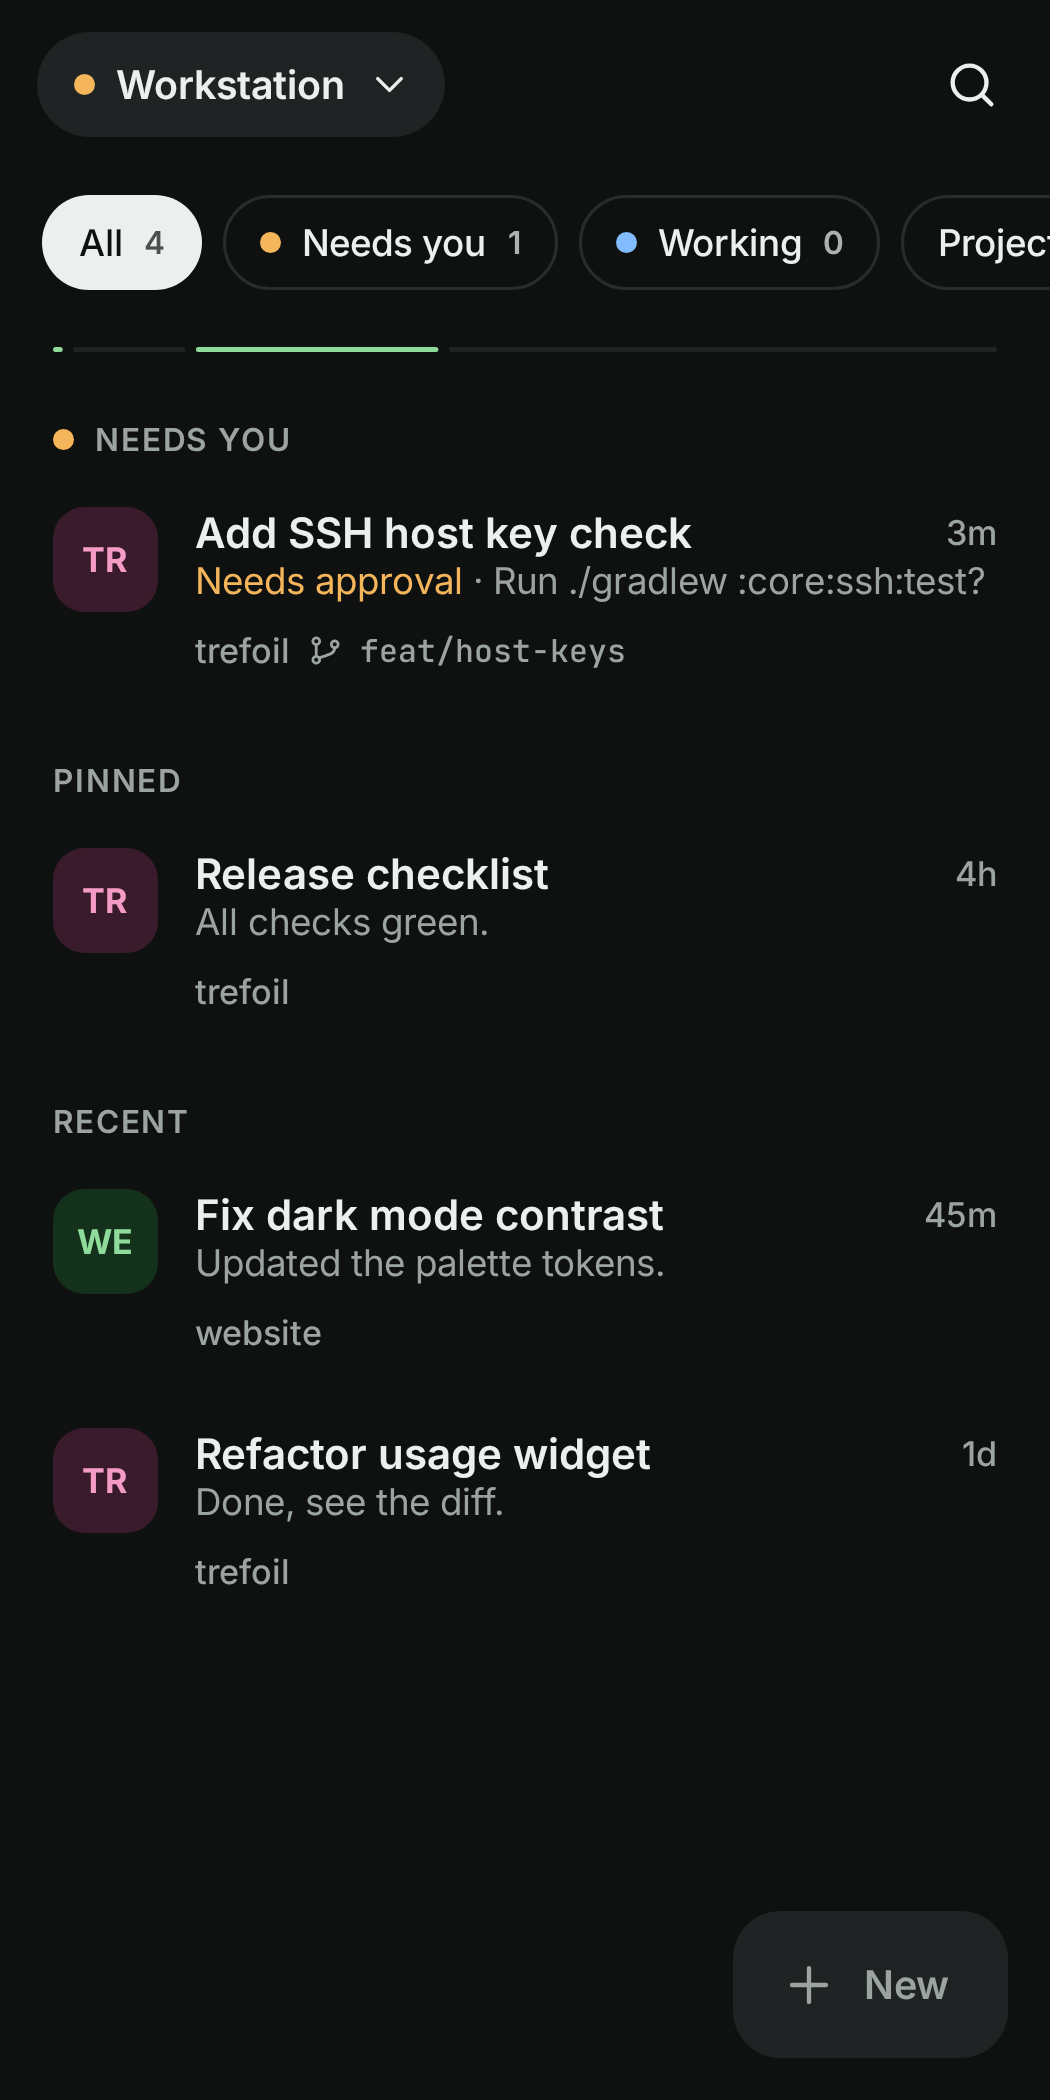 Workstation
All 4
Needs you 1
Working 0
Project
NEEDS YOU
TR
Add SSH host key check
3m
Needs approval · Run ./gradlew :core:ssh:test?
trefoil feat/host-keys
PINNED
TR
Release checklist
4h
All checks green.
trefoil
RECENT
WE
Fix dark mode contrast
45m
Updated the palette tokens.
website
TR
Refactor usage widget
1d
Done, see the diff.
trefoil
New